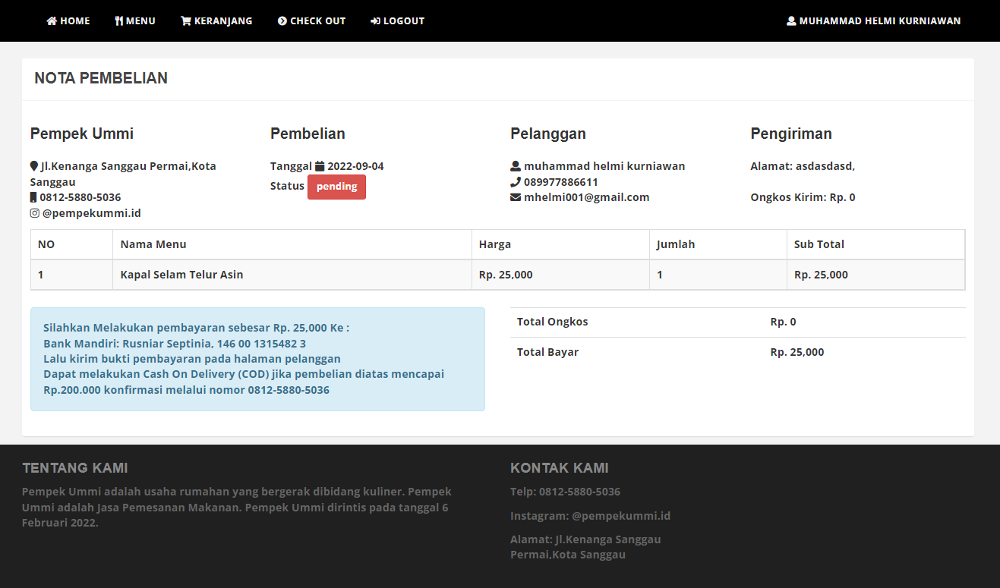 HOME MENU KERANJANG CHECK OUT LOGOUT MUHAMMAD HELMI KURNIAWAN
NOTA PEMBELIAN
Pempek Ummi
Jl.Kenanga Sanggau Permai,Kota
Sanggau
0812-5880-5036
@pempekummi.id
Pembelian
Tanggal 2022-09-04
Status pending
Pelanggan
muhammad helmi kurniawan
089977886611
mhelmi001@gmail.com
Pengiriman
Alamat: asdasdasd,
Ongkos Kirim: Rp. 0
NO Nama Menu Harga Jumlah Sub Total
1 Kapal Selam Telur Asin Rp. 25,000 1 Rp. 25,000
Silahkan Melakukan pembayaran sebesar Rp. 25,000 Ke :
Bank Mandiri: Rusniar Septinia, 146 00 1315482 3
Lalu kirim bukti pembayaran pada halaman pelanggan
Dapat melakukan Cash On Delivery (COD) jika pembelian diatas mencapai
Rp.200.000 konfirmasi melalui nomor 0812-5880-5036
Total Ongkos Rp. 0
Total Bayar Rp. 25,000
TENTANG KAMI
Pempek Ummi adalah usaha rumahan yang bergerak dibidang kuliner. Pempek
Ummi adalah Jasa Pemesanan Makanan. Pempek Ummi dirintis pada tanggal 6
Februari 2022.
KONTAK KAMI
Telp: 0812-5880-5036
Instagram: @pempekummi.id
Alamat: Jl.Kenanga Sanggau
Permai,Kota Sanggau